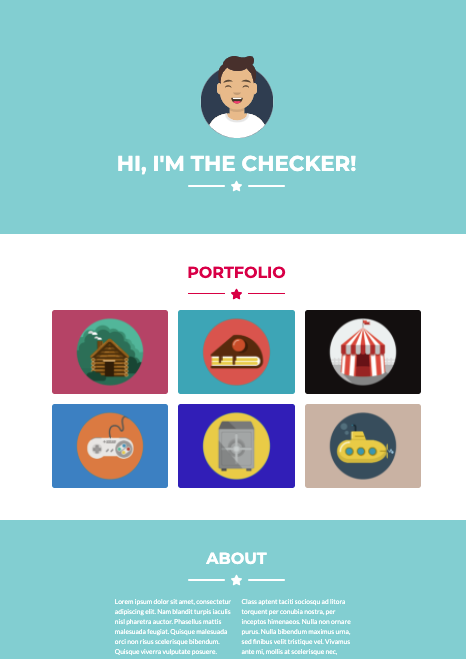 HI, I'M THE CHECKER!
PORTFOLIO
ABOUT
Lorem ipsum dolor sit amet, consectetur
adipiscing elit. Nam blandit turpis iaculis
nisl pharetra auctor. Phasellus mattis
malesuada feugiat. Quisque malesuada
orci non risus scelerisque bibendum.
Quisque viverra vulputate posuere.
Class aptent taciti sociosqu ad litora
torquent per conubia nostra, per
inceptos himenaeos. Nulla non ornare
purus. Nulla bibendum maximus urna,
sed finibus velit tristique vel. Vivamus
ante mi, mollis at scelerisque nec,